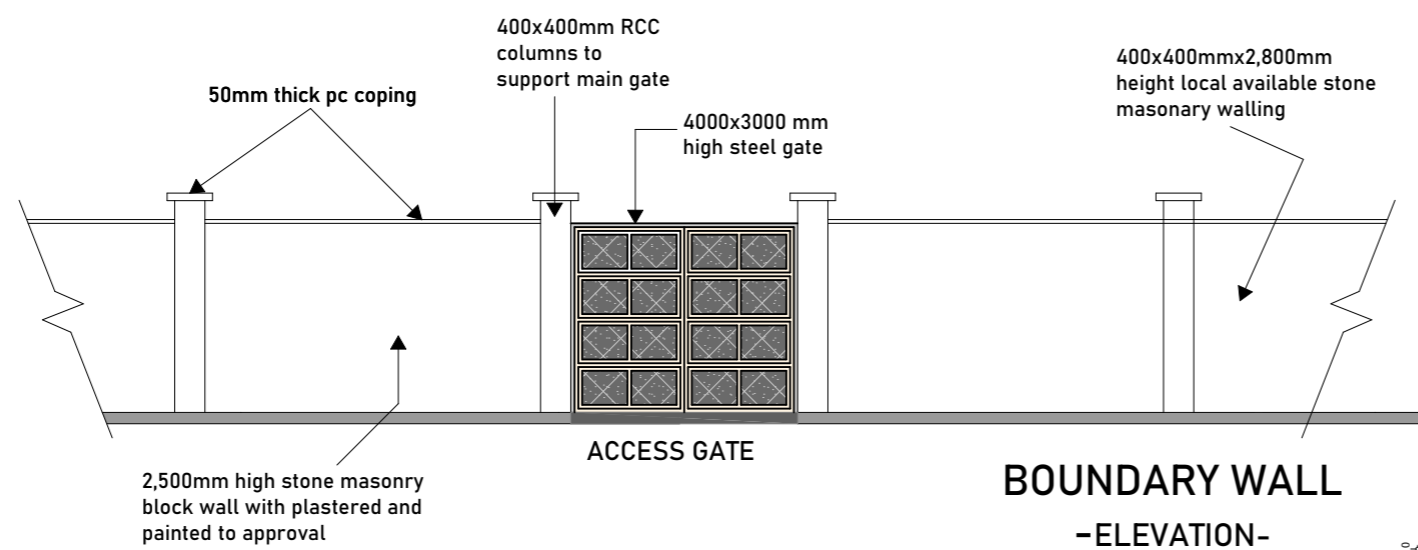 400x400mm RCC
columns to
support main gate
50mm thick pc coping
4000x3000 mm
high steel gate
400x400mmx2,800mm
height local available stone
masonary walling
ACCESS GATE
2,500mm high stone masonry
block wall with plastered and
painted to approval
BOUNDARY WALL
-ELEVATION-